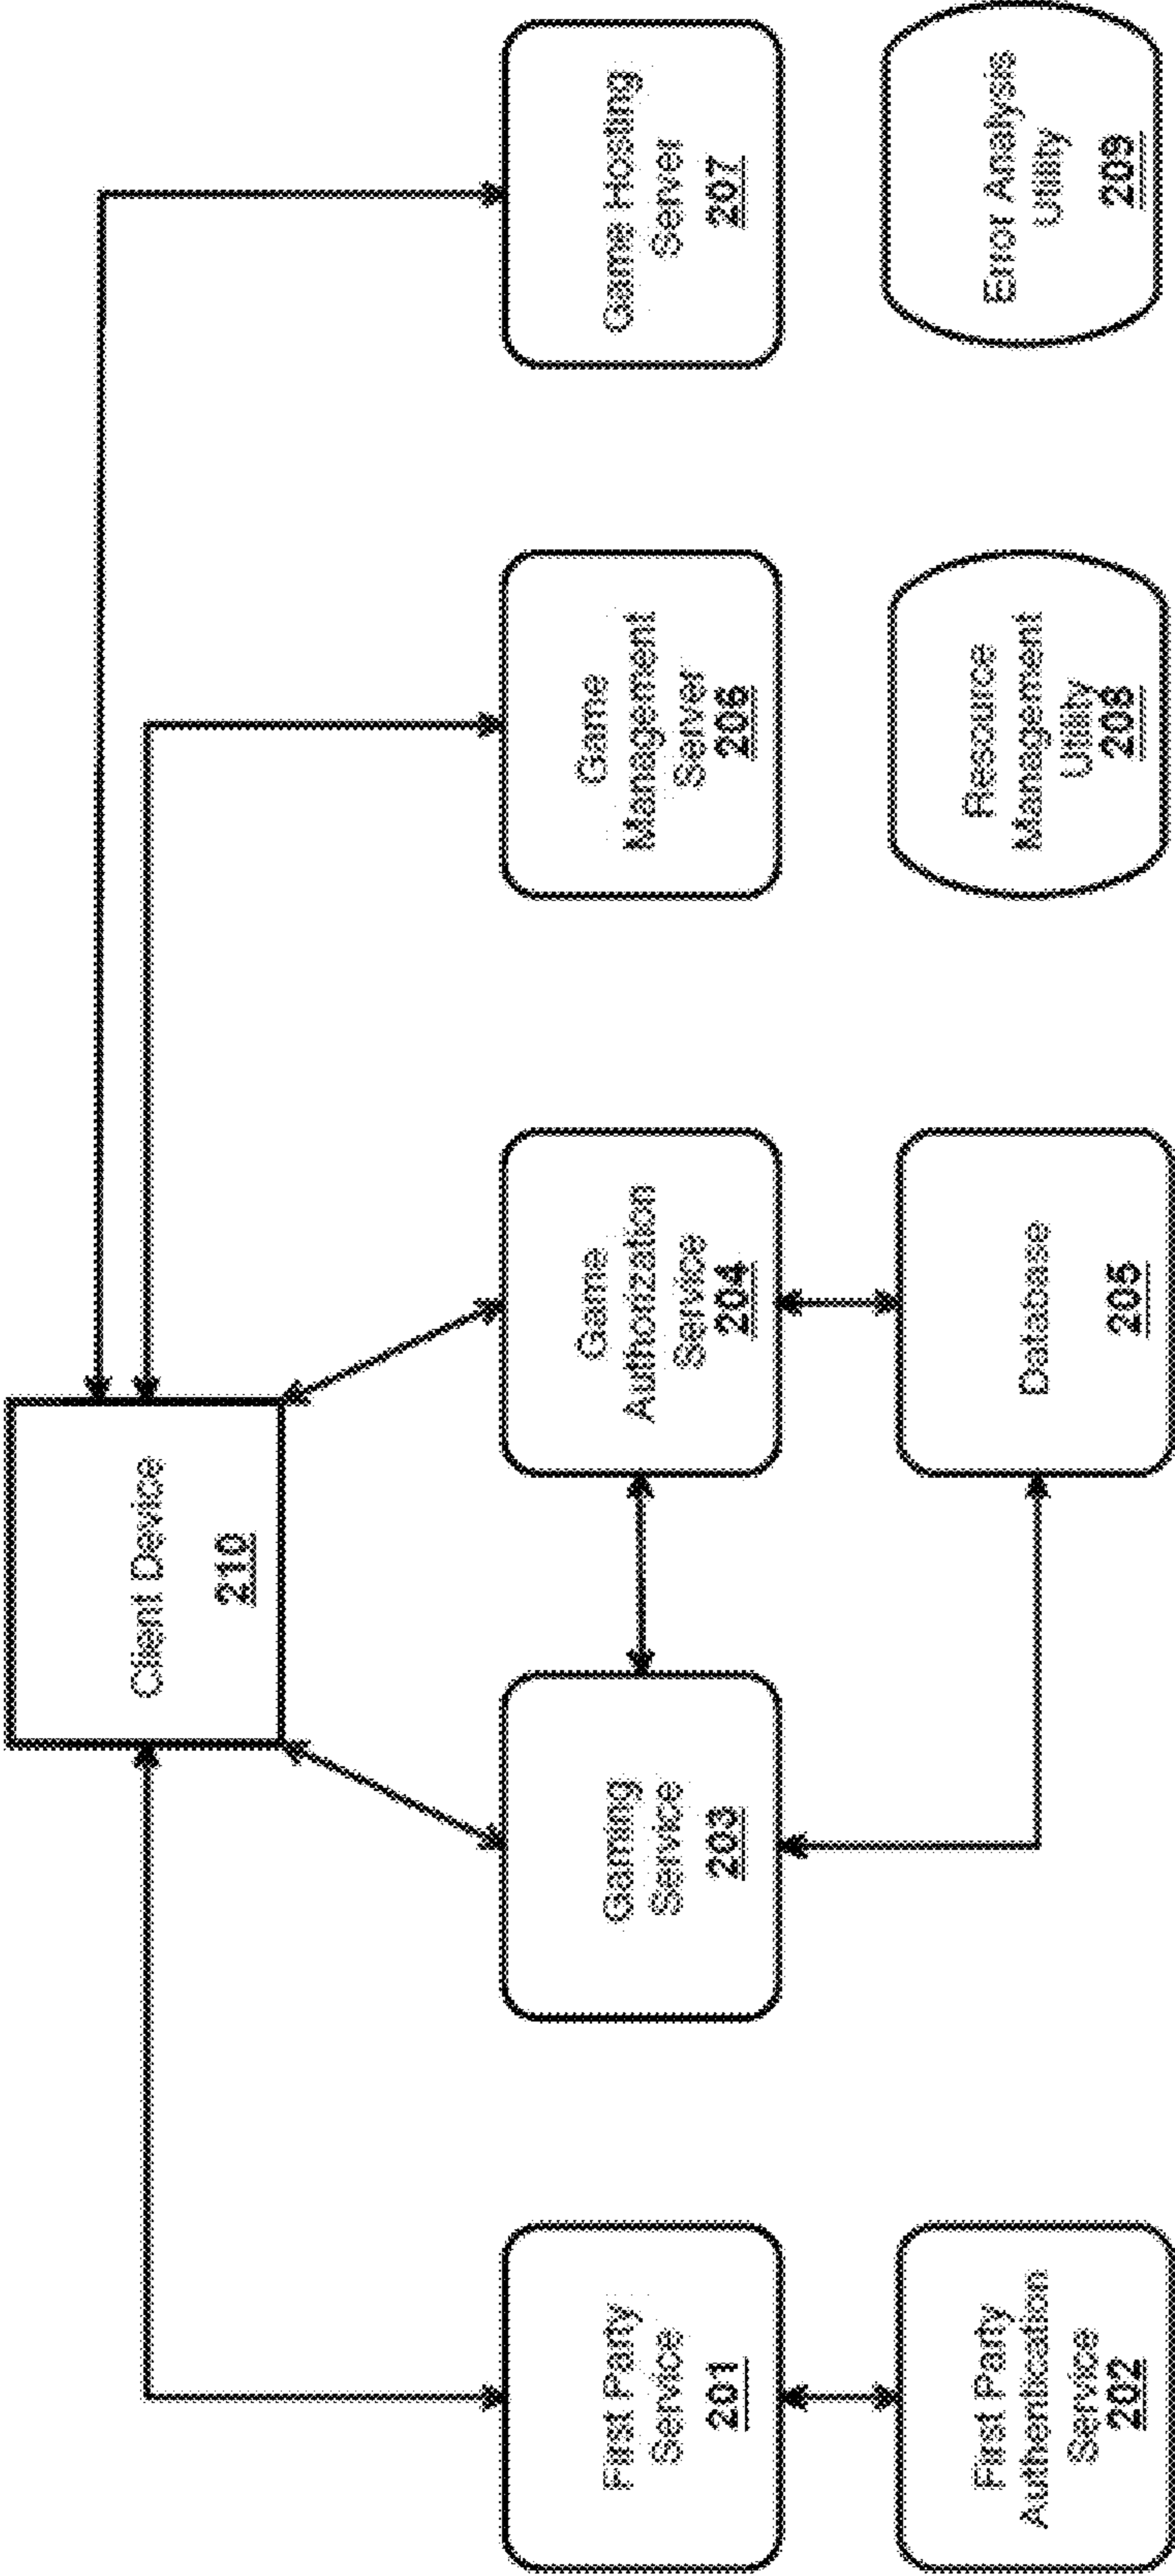 Client Device
210
First Party
Service
201
Gaming
Service
203
Game
Authorization
Service
204
Game
Management
Server
206
Game Hosting
Server
207
First Party
Authentication
Service
202
Database
205
Resource
Management
Utility
208
Error Analysis
Utility
209